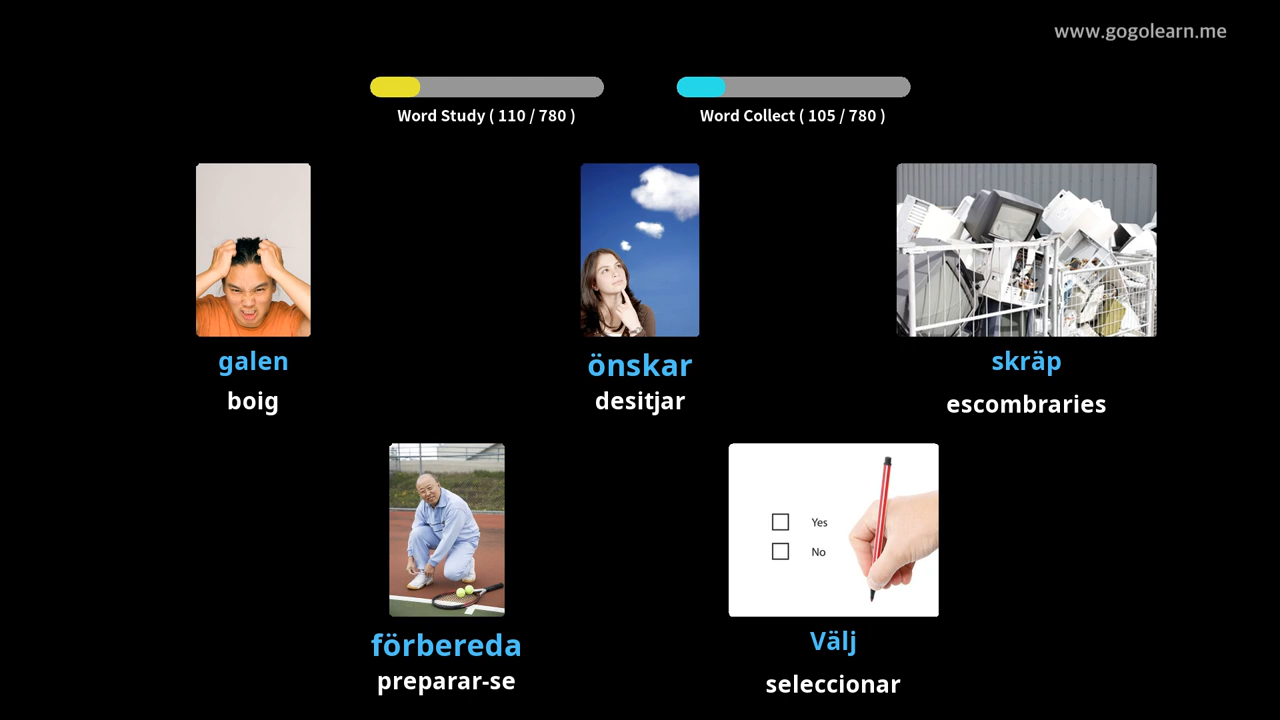 www.gogolearn.me
Word Study ( 110 / 780 )
Word Collect ( 105 / 780 )
galen
boig
önskar
desitjar
skräp
escombraries
Yes
No
förbereda
preparar-se
Välj
seleccionar